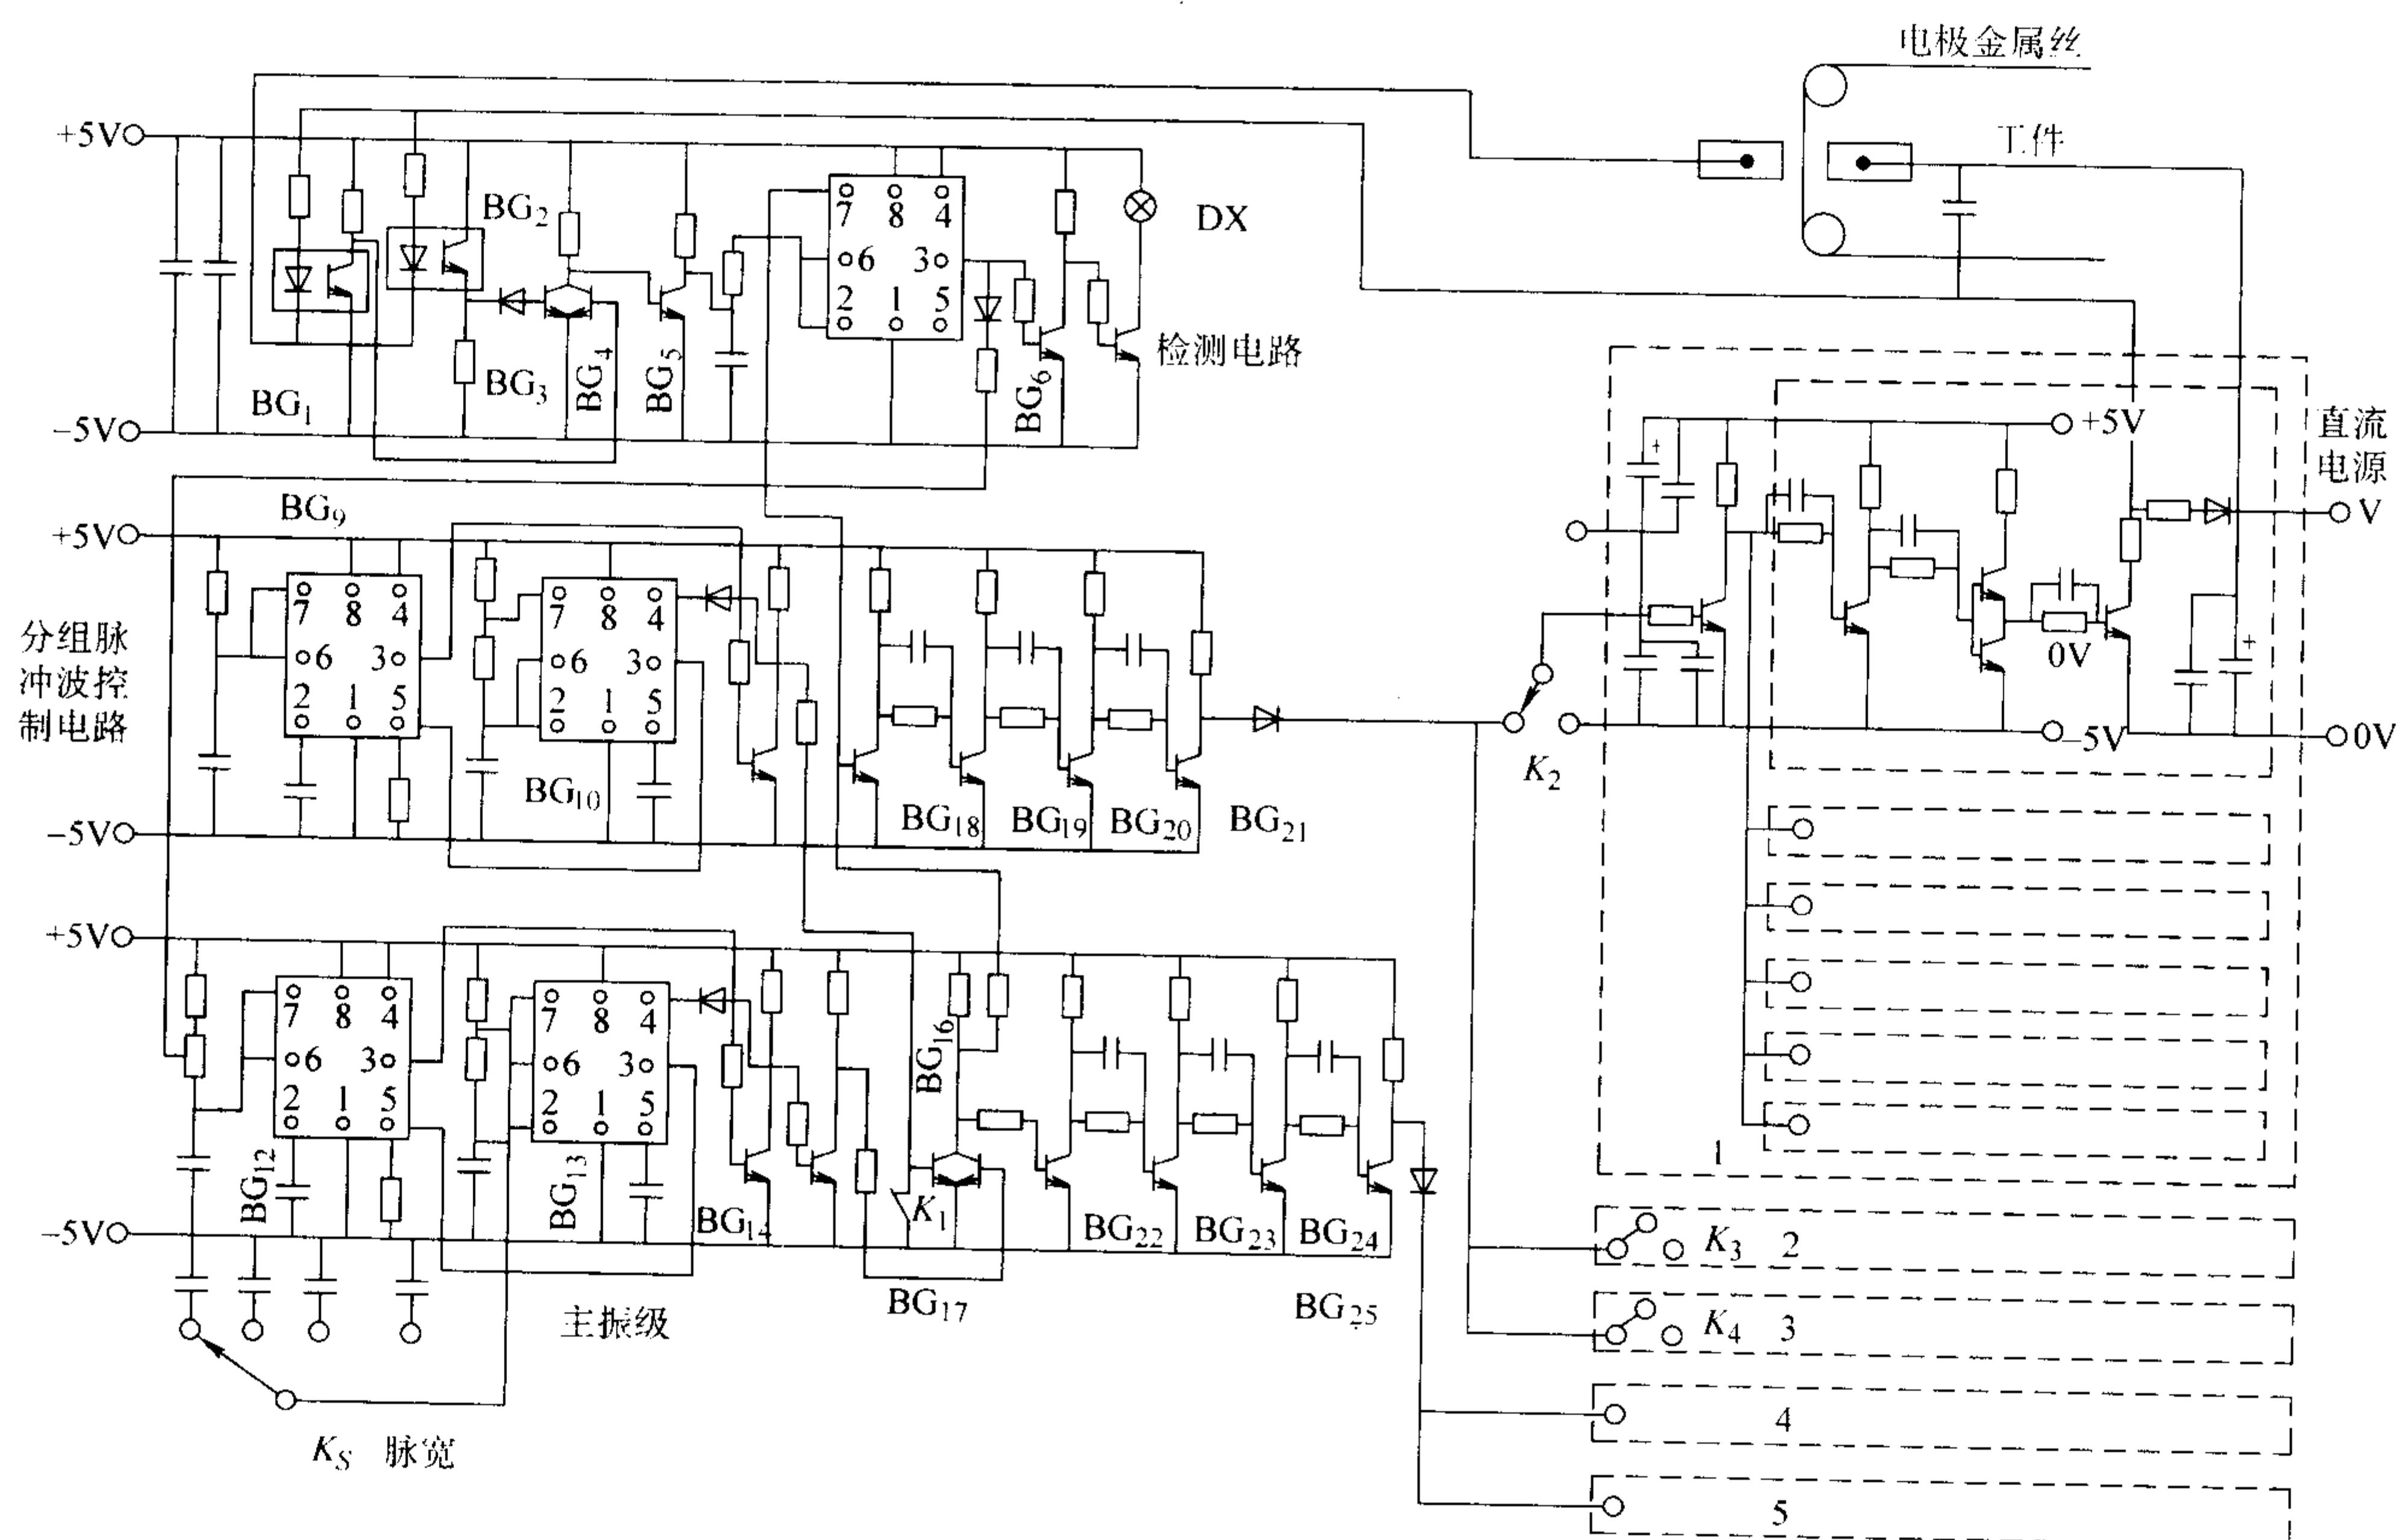 电极金属丝
工件
+5V
BG2
DX
7 8 4
6 3
2 1 5
BG1
BG3
BG4
BG5
BG6
检测电路
-5V
+5V
直流
电源
V
0V
-5V
0V
K2
BG9
+5V
分组脉
冲波控
制电路
7 8 4
6 3
2 1 5
7 8 4
6 3
2 1 5
BG10
BG18
BG19
BG20
BG21
-5V
+5V
7 8 4
6 3
2 1 5
7 8 4
6 3
2 1 5
BG12
BG13
BG14
BG16
K1
BG17
BG22
BG23
BG24
BG25
-5V
主振级
KS 脉宽
1
K3 2
K4 3
4
5